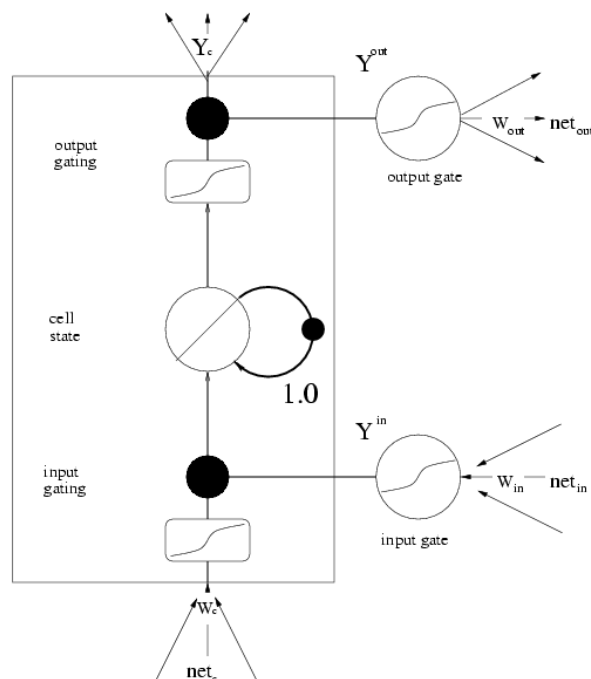 Y_c
Y^out
output
gating
W_out
net_out
output gate
cell
state
1.0
Y^in
input
gating
W_in
net_in
input gate
W_c
net_c